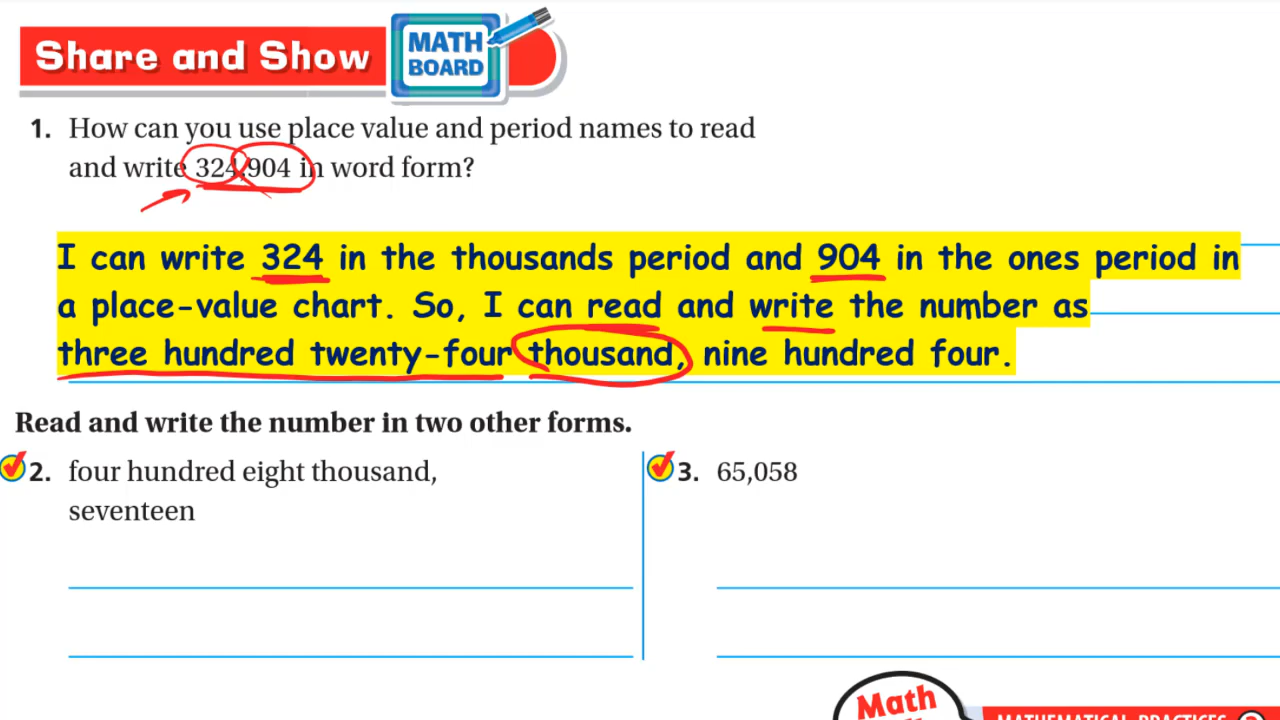 Share and Show
MATH
BOARD
1. How can you use place value and period names to read
and write 324,904 in word form?
I can write 324 in the thousands period and 904 in the ones period in
a place-value chart. So, I can read and write the number as
three hundred twenty-four thousand, nine hundred four.
Read and write the number in two other forms.
2. four hundred eight thousand,
seventeen
3. 65,058
Math
MATHEMATICAL PRACTICES